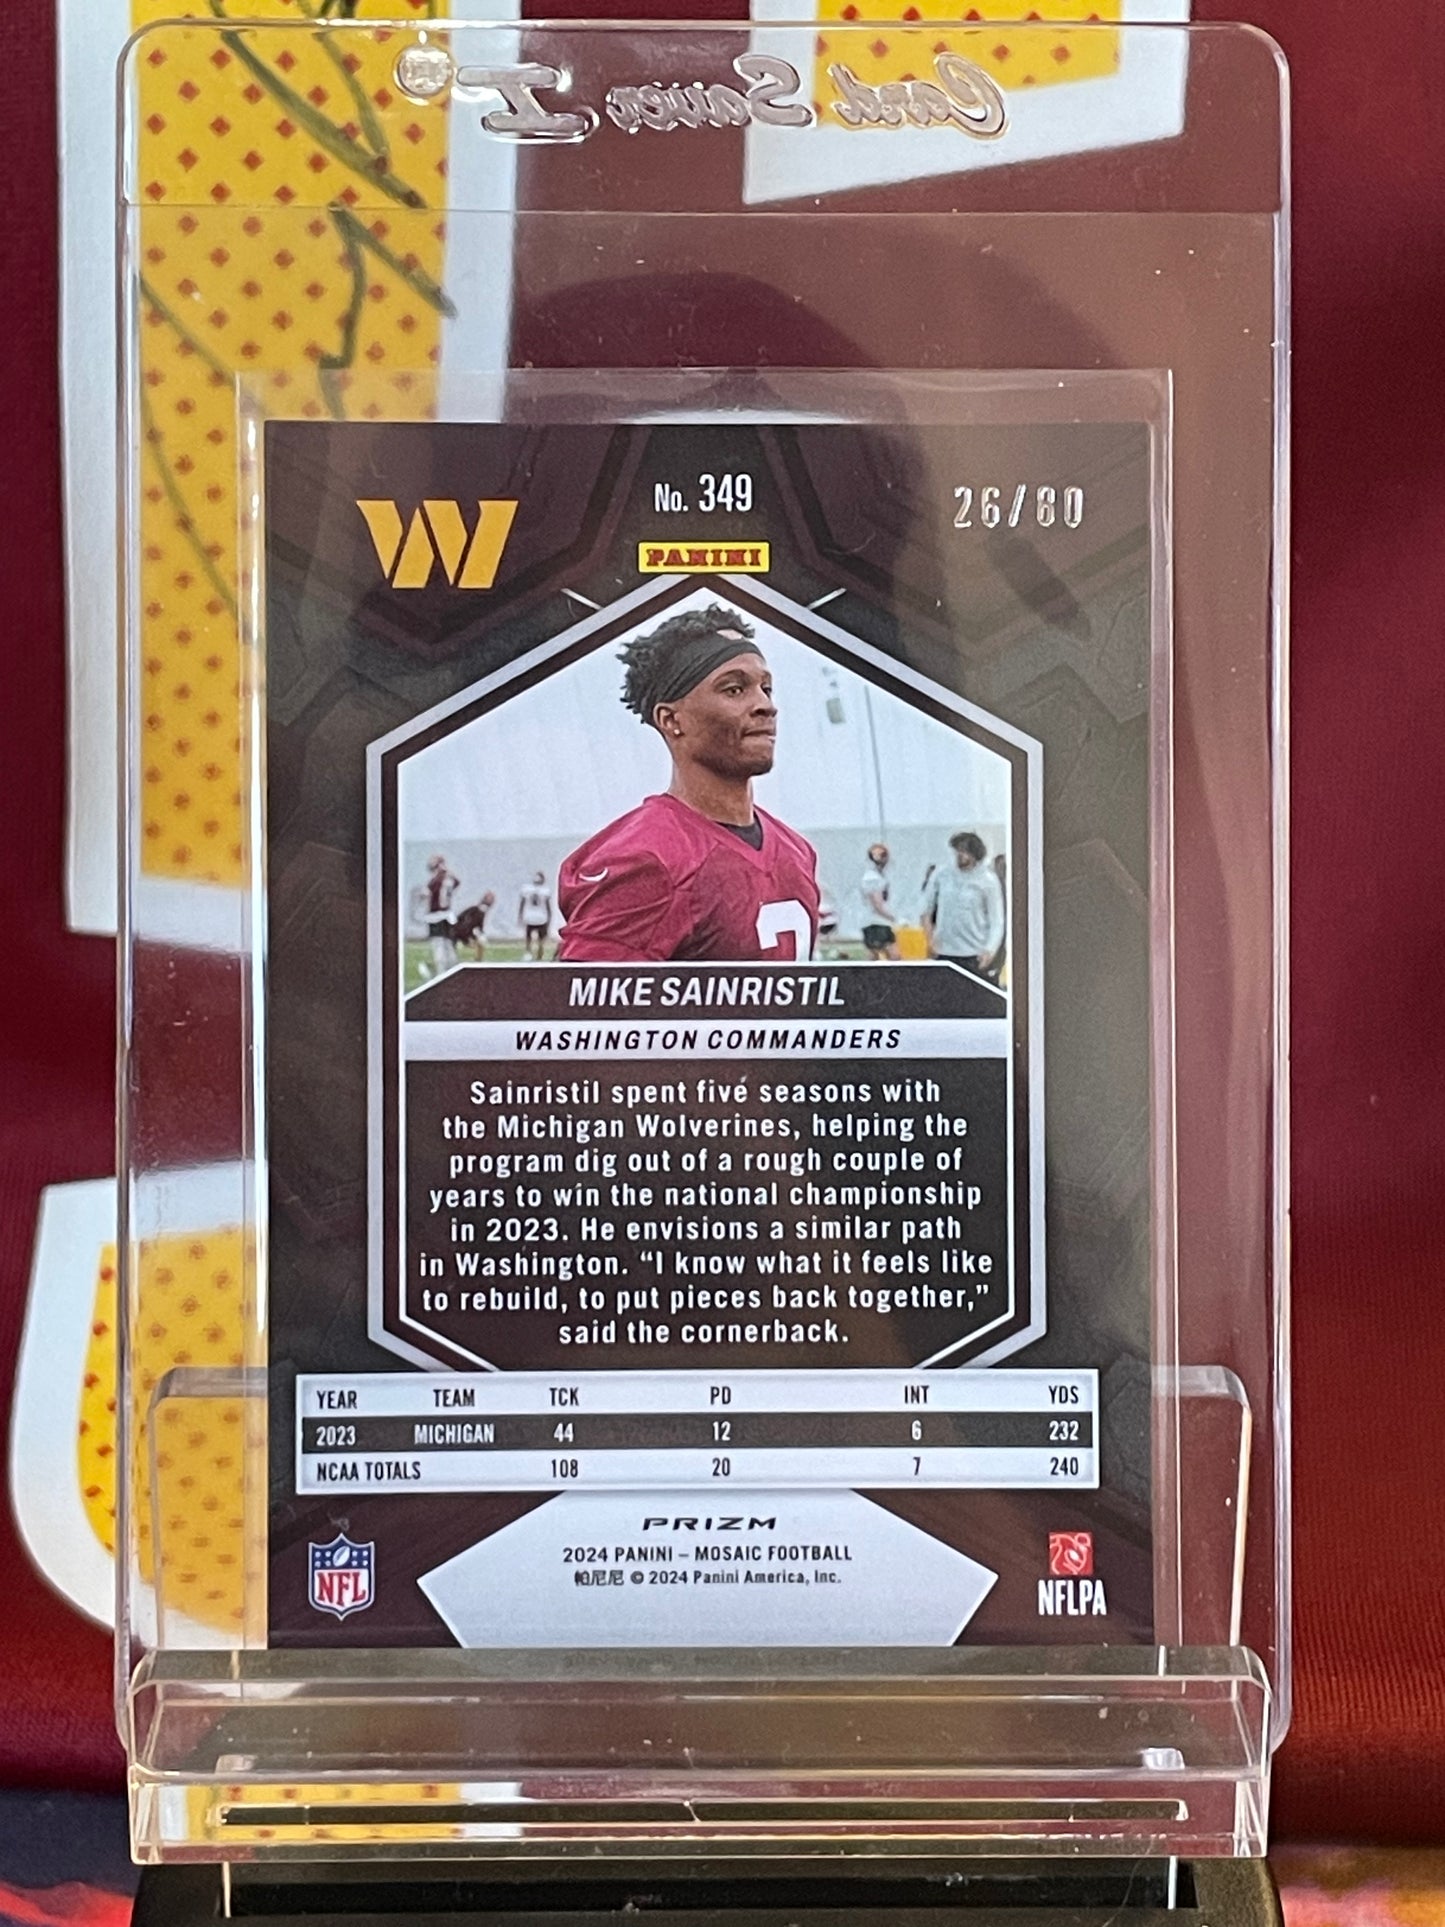 Card Saver I
No. 349
26/80
PANINI
MIKE SAINRISTIL
WASHINGTON COMMANDERS
Sainristil spent five seasons with
the Michigan Wolverines, helping the
program dig out of a rough couple of
years to win the national championship
in 2023. He envisions a similar path
in Washington. “I know what it feels like
to rebuild, to put pieces back together,”
said the cornerback.
YEAR TEAM TCK PD INT YDS
2023 MICHIGAN 44 12 6 232
NCAA TOTALS 108 20 7 240
PRIZM
2024 PANINI – MOSAIC FOOTBALL
帕尼尼 © 2024 Panini America, Inc.
NFL
NFLPA